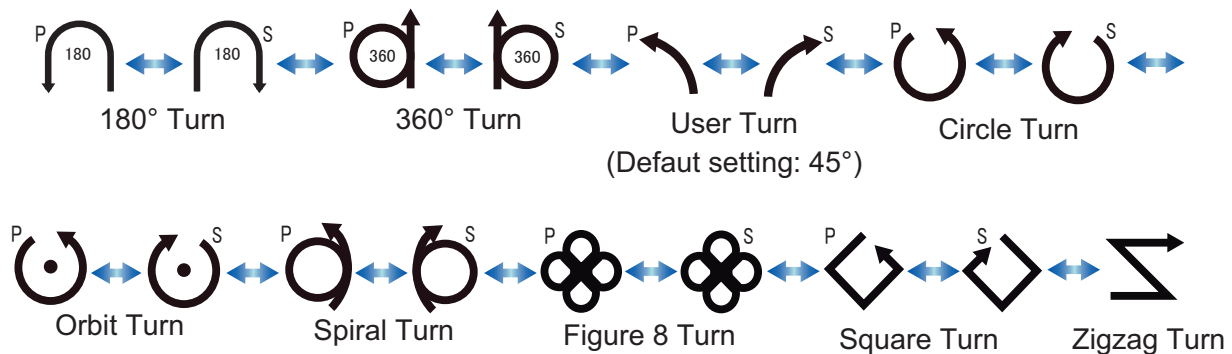 P 180 180 S P 360 360 S P S P S
180° Turn 360° Turn User Turn Circle Turn
(Defaut setting: 45°)
P S P S P S P S
Orbit Turn Spiral Turn Figure 8 Turn Square Turn Zigzag Turn